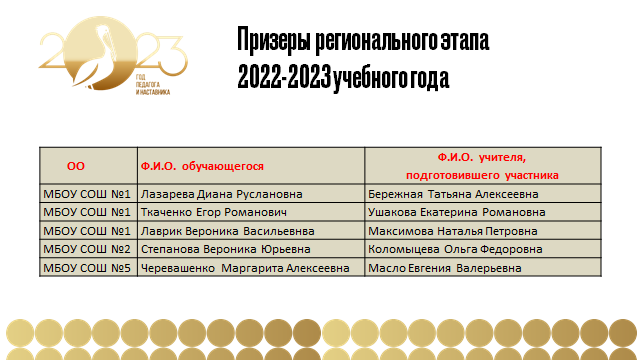 2023
ГОД
ПЕДАГОГА
И НАСТАВНИКА
Призеры регионального этапа
2022-2023 учебного года
ОО Ф.И.О. обучающегося Ф.И.О. учителя,
подготовившего участника
МБОУ СОШ №1 Лазарева Диана Руслановна Бережная Татьяна Алексеевна
МБОУ СОШ №1 Ткаченко Егор Романович Ушакова Екатерина Романовна
МБОУ СОШ №1 Лаврик Вероника Васильевнва Максимова Наталья Петровна
МБОУ СОШ №2 Степанова Вероника Юрьевна Коломыцева Ольга Федоровна
МБОУ СОШ №5 Черевашенко Маргарита Алексеевна Масло Евгения Валерьевна